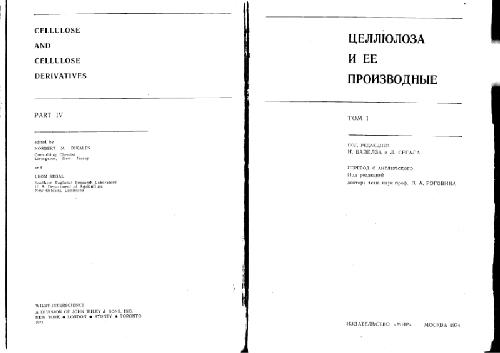 CELLULOSE
AND
CELLULOSE
DERIVATIVES
PART IV
edited by
NORBERT M. BIKALES
Consulting Chemist
Livingston, New Jersey
and
LEON SEGAL
Southern Regional Research Laboratory
U. S. Department of Agriculture
New Orleans, Louisiana
WILEY-INTERSCIENCE
A DIVISION OF JOHN WILEY & SONS, INC.
NEW YORK • LONDON • SYDNEY • TORONTO
1971
ЦЕЛЛЮЛОЗА
И ЕЕ
ПРОИЗВОДНЫЕ
ТОМ 1
ПОД РЕДАКЦИЕЙ
Н. БАЙКЛЗА и Л. СЕГАЛА
ПЕРЕВОД с английского
под редакцией
доктора хим. наук проф. З. А. РОГОВИНА
ИЗДАТЕЛЬСТВО «МИР» МОСКВА 1974